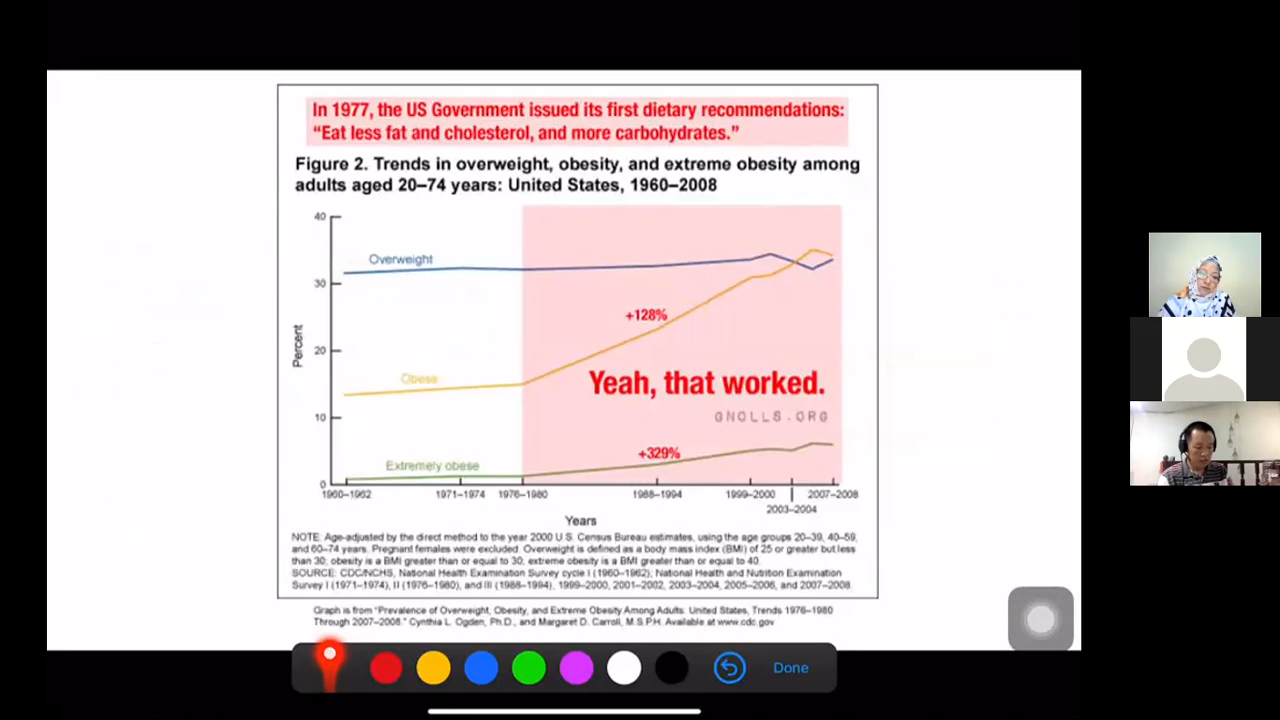 In 1977, the US Government issued its first dietary recommendations:
“Eat less fat and cholesterol, and more carbohydrates.”
Figure 2. Trends in overweight, obesity, and extreme obesity among
adults aged 20–74 years: United States, 1960–2008
40
Overweight
30
+128%
Percent
20
Obese
Yeah, that worked.
10
GNOLLS.ORG
+329%
Extremely obese
0
1960–1962
1971–1974
1976–1980
1988–1994
1999–2000
2007–2008
2003–2004
Years
NOTE: Age-adjusted by the direct method to the year 2000 U.S. Census Bureau estimates, using the age groups 20–39, 40–59,
and 60–74 years. Pregnant females were excluded. Overweight is defined as a body mass index (BMI) of 25 or greater but less
than 30; obesity is a BMI greater than or equal to 30; extreme obesity is a BMI greater than or equal to 40.
SOURCE: CDC/NCHS, National Health Examination Survey cycle I (1960–1962); National Health and Nutrition Examination
Survey I (1971–1974), II (1976–1980), and III (1988–1994), 1999–2000, 2001–2002, 2003–2004, 2005–2006, and 2007–2008.
Graph is from “Prevalence of Overweight, Obesity, and Extreme Obesity Among Adults: United States, Trends 1976–1980
Through 2007–2008.” Cynthia L. Ogden, Ph.D., and Margaret D. Carroll, M.S.P.H. Available at www.cdc.gov
Done